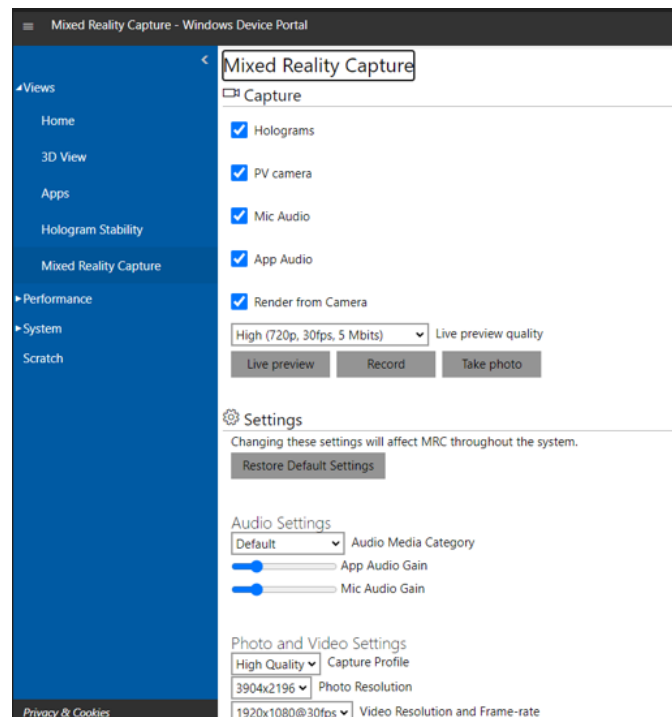 Mixed Reality Capture - Windows Device Portal
Views
Home
3D View
Apps
Hologram Stability
Mixed Reality Capture
Performance
System
Scratch
Privacy & Cookies
Mixed Reality Capture
Capture
Holograms
PV camera
Mic Audio
App Audio
Render from Camera
High (720p, 30fps, 5 Mbits) Live preview quality
Live preview Record Take photo
Settings
Changing these settings will affect MRC throughout the system.
Restore Default Settings
Audio Settings
Default Audio Media Category
App Audio Gain
Mic Audio Gain
Photo and Video Settings
High Quality Capture Profile
3904x2196 Photo Resolution
1920x1080@30fps Video Resolution and Frame-rate